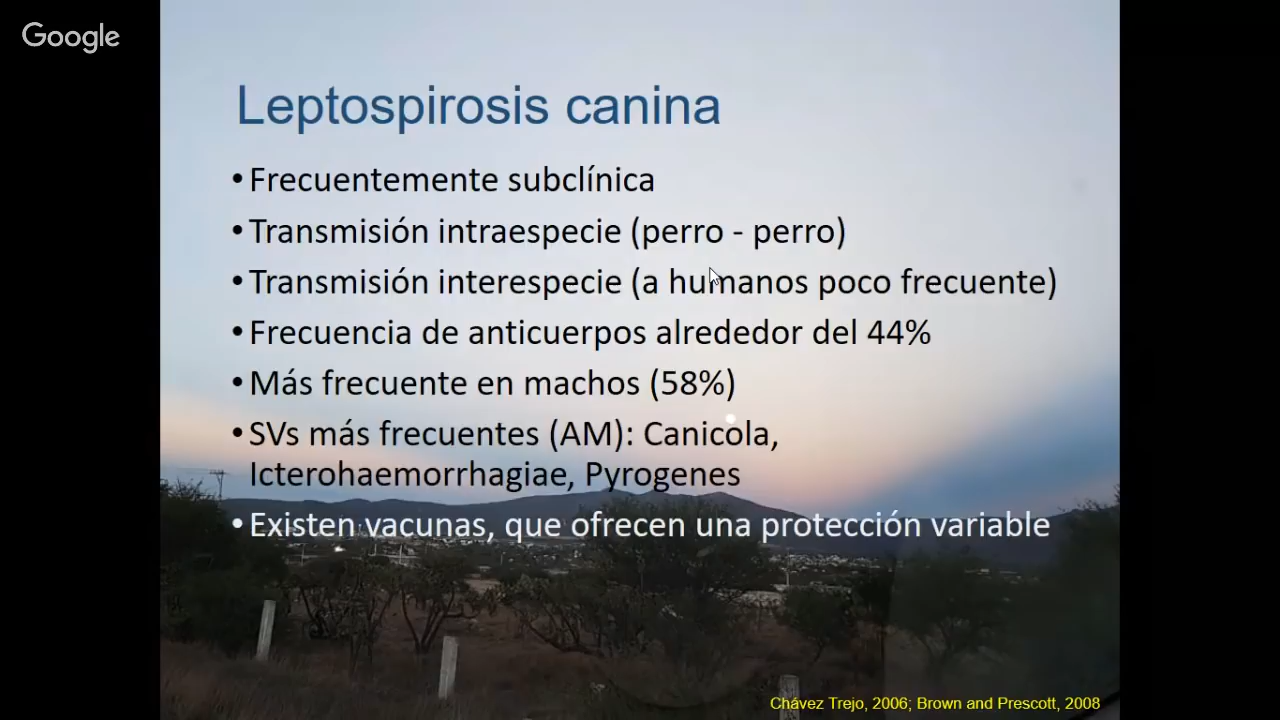 Google
Leptospirosis canina
•Frecuentemente subclínica
•Transmisión intraespecie (perro - perro)
•Transmisión interespecie (a humanos poco frecuente)
•Frecuencia de anticuerpos alrededor del 44%
•Más frecuente en machos (58%)
•SVs más frecuentes (AM): Canicola,
Icterohaemorrhagiae, Pyrogenes
•Existen vacunas, que ofrecen una protección variable
Chávez Trejo, 2006; Brown and Prescott, 2008